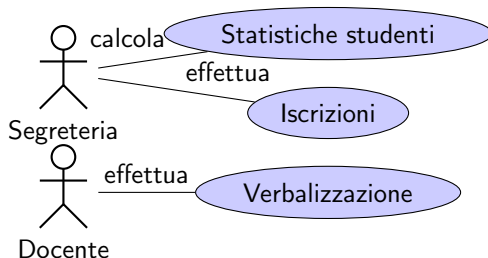 calcola
Statistiche studenti
effettua
Iscrizioni
Segreteria
effettua
Verbalizzazione
Docente